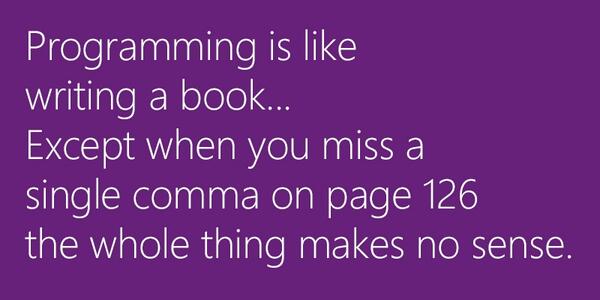 Programming is like
writing a book...
Except when you miss a
single comma on page 126
the whole thing makes no sense.